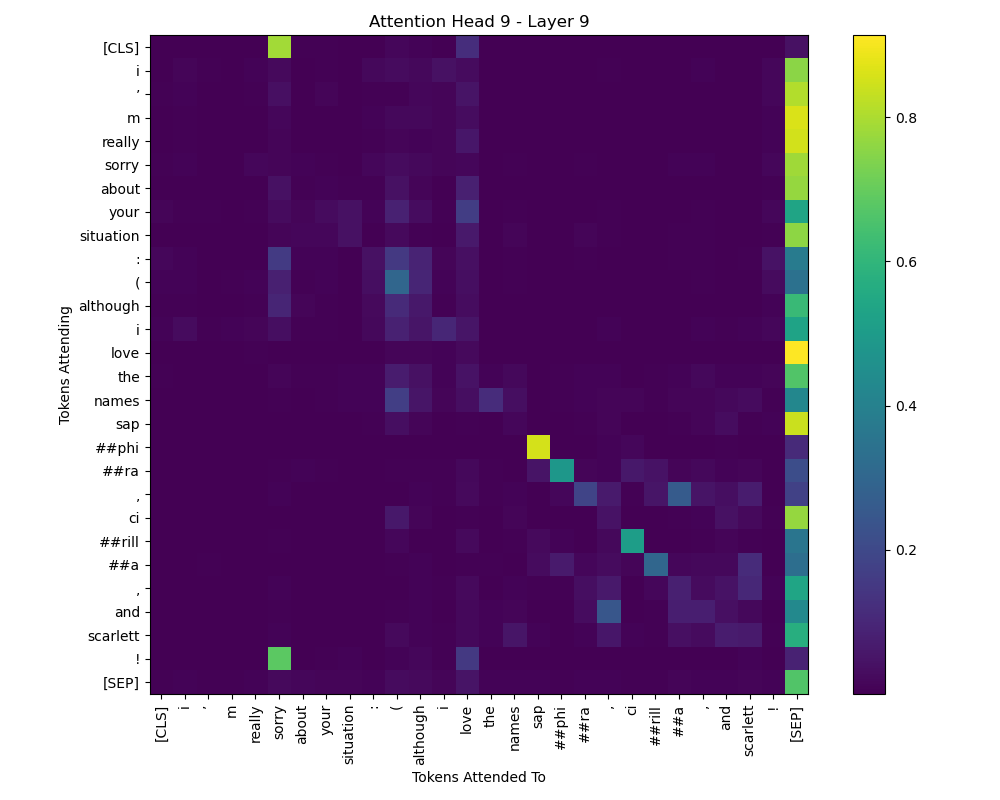 Attention Head 9 - Layer 9
Tokens Attending
[CLS]
i
’
m
really
sorry
about
your
situation
:
(
although
i
love
the
names
sap
##phi
##ra
,
ci
##rill
##a
,
and
scarlett
!
[SEP]
[CLS]
i
’
m
really
sorry
about
your
situation
:
(
although
i
love
the
names
sap
##phi
##ra
,
ci
##rill
##a
,
and
scarlett
!
[SEP]
Tokens Attended To
0.8
0.6
0.4
0.2